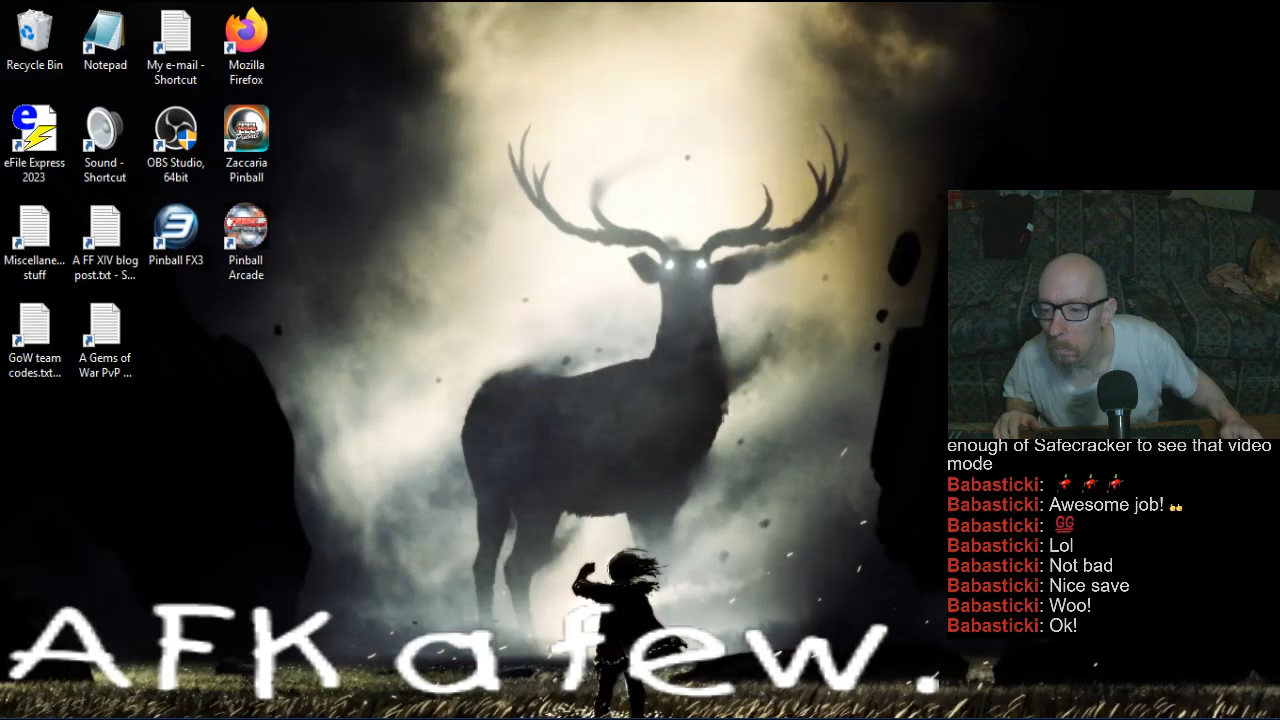 Recycle Bin
Notepad
My e-mail -
Shortcut
Mozilla
Firefox
eFile Express
2023
Sound -
Shortcut
OBS Studio,
64bit
Zaccaria
Pinball
Miscellane...
stuff
A FF XIV blog
post.txt - S...
Pinball FX3
Pinball
Arcade
GoW team
codes.txt...
A Gems of
War PvP ...
AFK a few.
enough of Safecracker to see that video
mode
Babasticki:
Babasticki: Awesome job!
Babasticki: GG
Babasticki: Lol
Babasticki: Not bad
Babasticki: Nice save
Babasticki: Woo!
Babasticki: Ok!